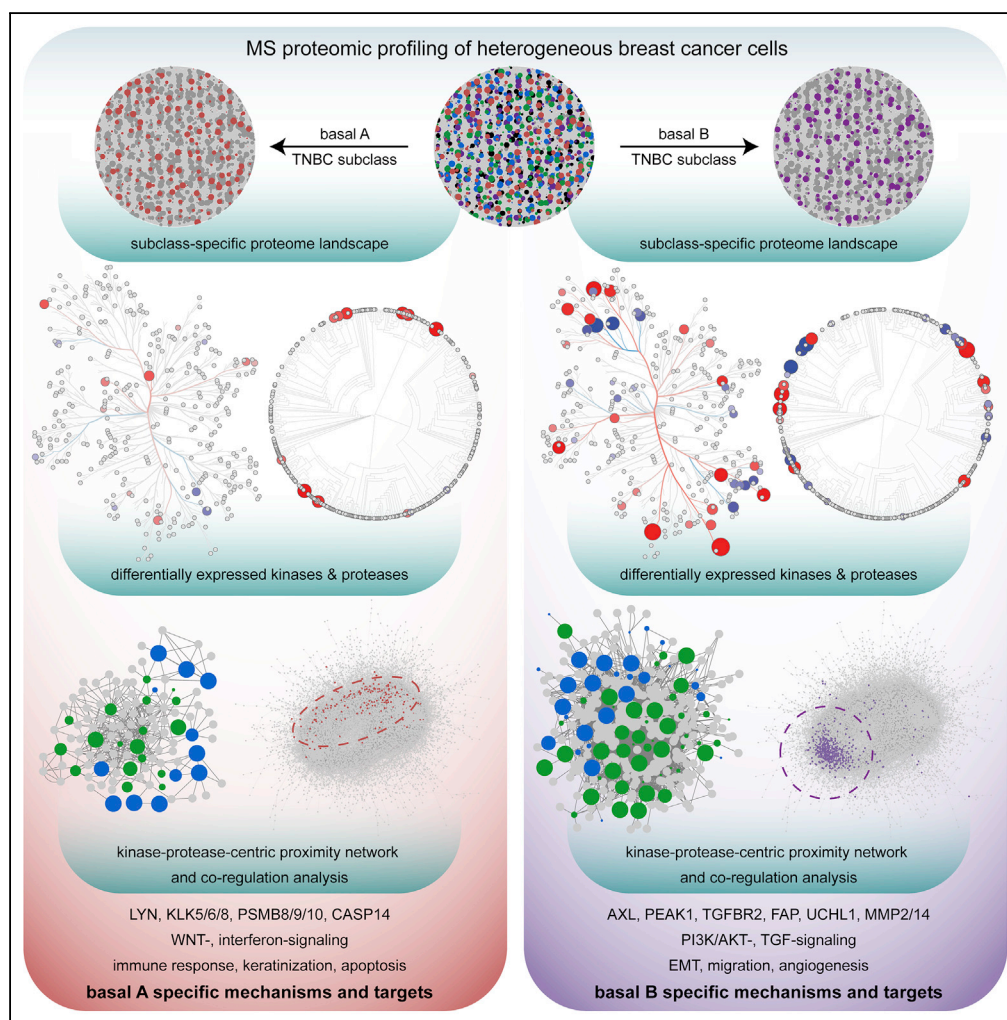 MS proteomic profiling of heterogeneous breast cancer cells
basal A
TNBC subclass
basal B
TNBC subclass
subclass-specific proteome landscape
subclass-specific proteome landscape
differentially expressed kinases & proteases
differentially expressed kinases & proteases
kinase-protease-centric proximity network
and co-regulation analysis
LYN, KLK5/6/8, PSMB8/9/10, CASP14
WNT-, interferon-signaling
immune response, keratinization, apoptosis
basal A specific mechanisms and targets
kinase-protease-centric proximity network
and co-regulation analysis
AXL, PEAK1, TGFBR2, FAP, UCHL1, MMP2/14
PI3K/AKT-, TGF-signaling
EMT, migration, angiogenesis
basal B specific mechanisms and targets